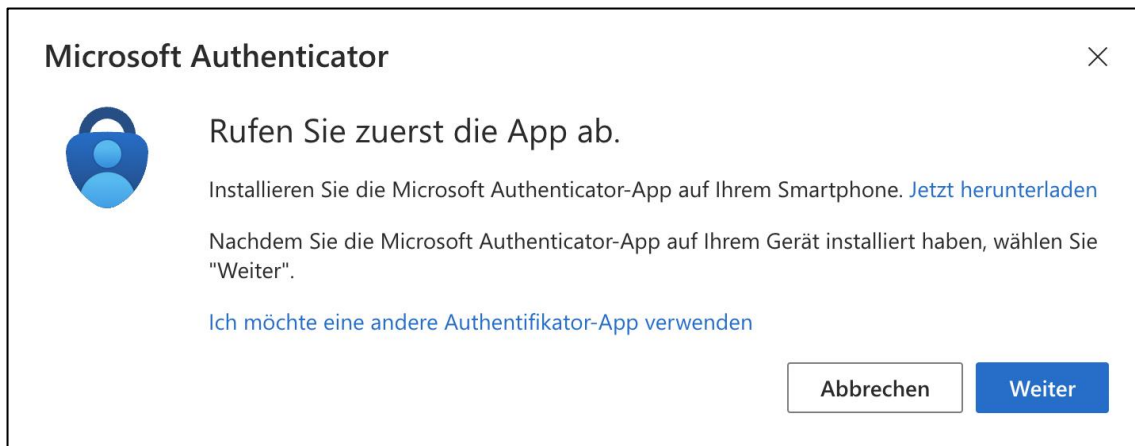 Microsoft Authenticator
Rufen Sie zuerst die App ab.
Installieren Sie die Microsoft Authenticator-App auf Ihrem Smartphone. Jetzt herunterladen
Nachdem Sie die Microsoft Authenticator-App auf Ihrem Gerät installiert haben, wählen Sie
"Weiter".
Ich möchte eine andere Authentifikator-App verwenden
Abbrechen Weiter